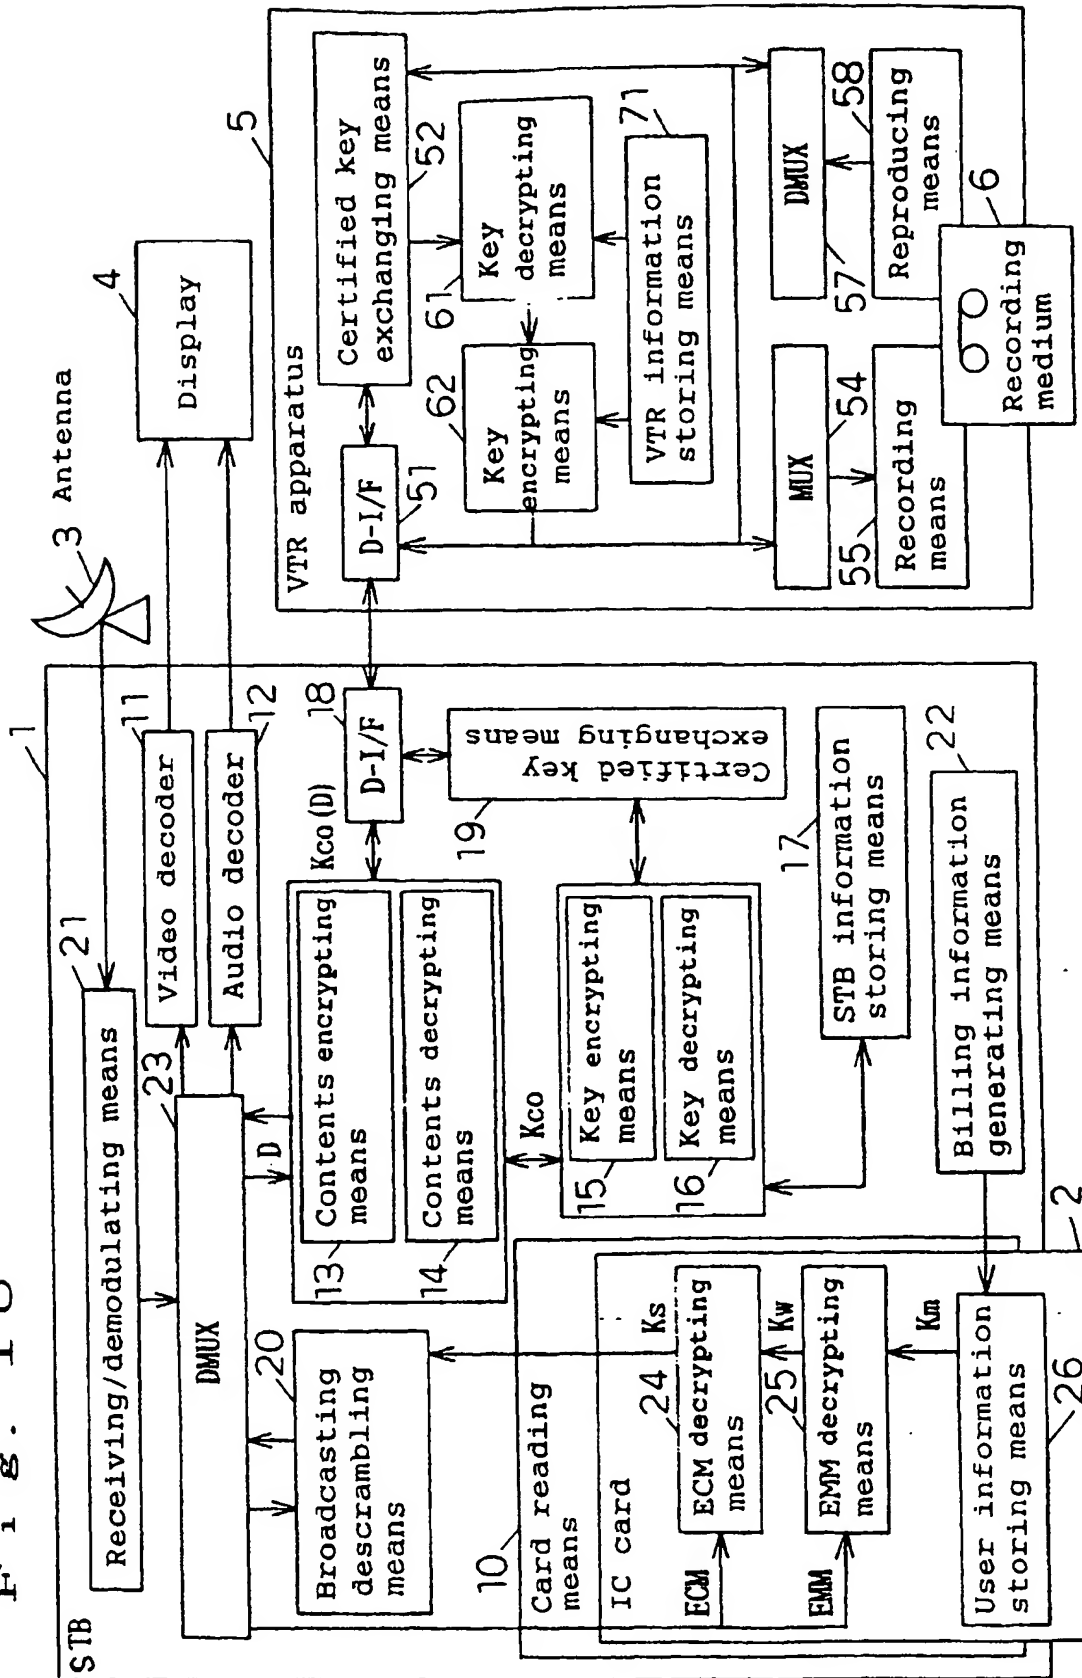 Fig. 10
STB
1
Receiving/demodulating means
21
3 Antenna
Video decoder
11
Audio decoder
12
4
Display
DMUX
23
D
Broadcasting
descrambling
means
20
13
Contents encrypting
means
14
Contents decrypting
means
Kco(D)
18
D-I/F
19
Certified key
exchanging means
Kco
15
Key encrypting
means
16
Key decrypting
means
17
STB information
storing means
22
Billing information
generating means
10
Card reading
means
IC card
2
ECM
24
ECM decrypting
means
Ks
EMM
25
EMM decrypting
means
Kw
Km
User information
storing means
26
VTR apparatus
5
D-I/F
51
Certified key
exchanging means
52
61
Key
decrypting
means
62
Key
encrypting
means
71
VTR information
storing means
MUX
54
55
Recording
means
DMUX
57
58
Reproducing
means
6
Recording
medium